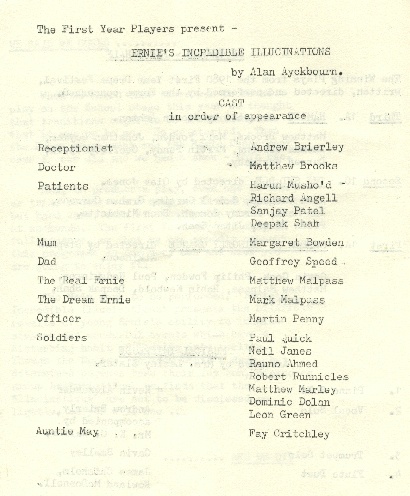 The First Year Players present -
ERNIE'S INCREDIBLE ILLUCINATIONS
by Alan Ayckbourn.
CAST
in order of appearance
Receptionist Andrew Brierley
Doctor Matthew Brooks
Patients Harun Musho'd -
Richard Angell
Sanjay Patel
Deepak Shah
Mum Margaret Bowden
Dad Geoffrey Speed
The Real Ernie Matthew Malpass
The Dream Ernie Mark Malpass
Officer Martin Penny
Soldiers Paul Quick
Neil Janes
Rauno Ahmed
Robert Runnicles
Matthew Marley
Dominic Dolan
Leon Green
Auntie May Fay Critchley